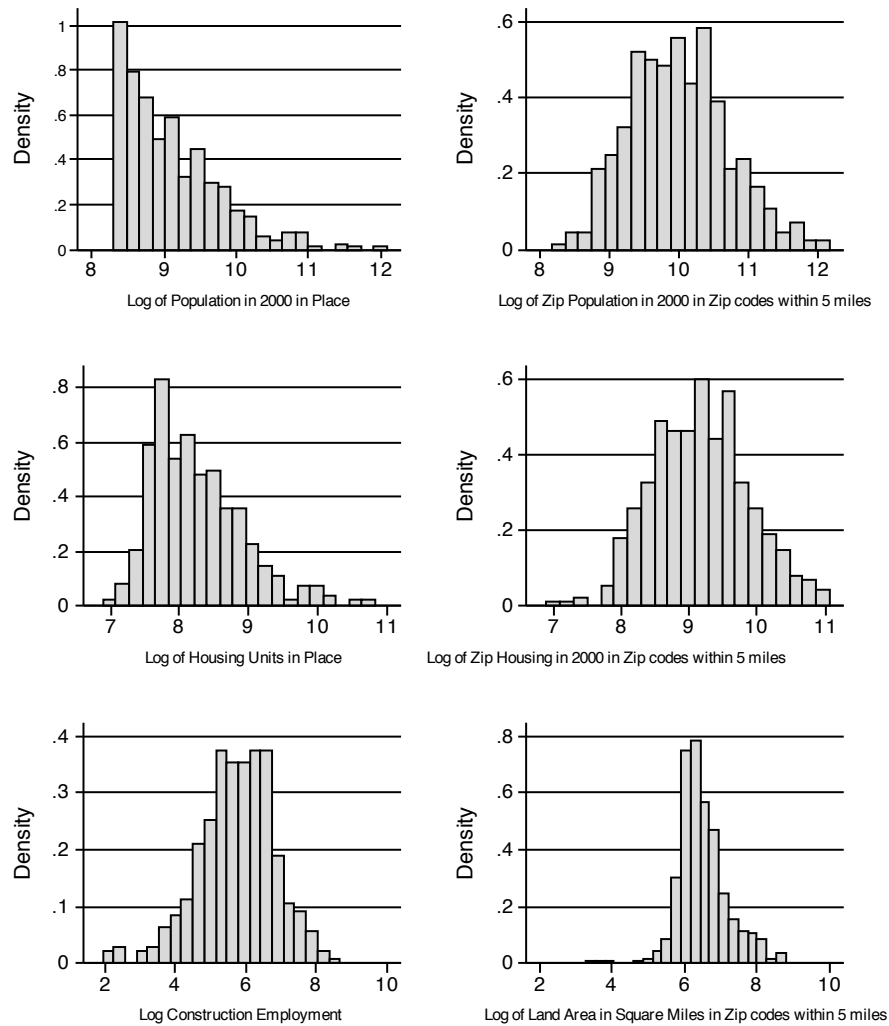 1
.8
.6
.4
.2
0
Density
8 9 10 11 12
Log of Population in 2000 in Place
.6
.4
.2
0
Density
8 9 10 11 12
Log of Zip Population in 2000 in Zip codes within 5 miles
.8
.6
.4
.2
0
Density
7 8 9 10 11
Log of Housing Units in Place
.6
.4
.2
0
Density
7 8 9 10 11
Log of Zip Housing in 2000 in Zip codes within 5 miles
.4
.3
.2
.1
0
Density
2 4 6 8 10
Log Construction Employment
.8
.6
.4
.2
0
Density
2 4 6 8 10
Log of Land Area in Square Miles in Zip codes within 5 miles